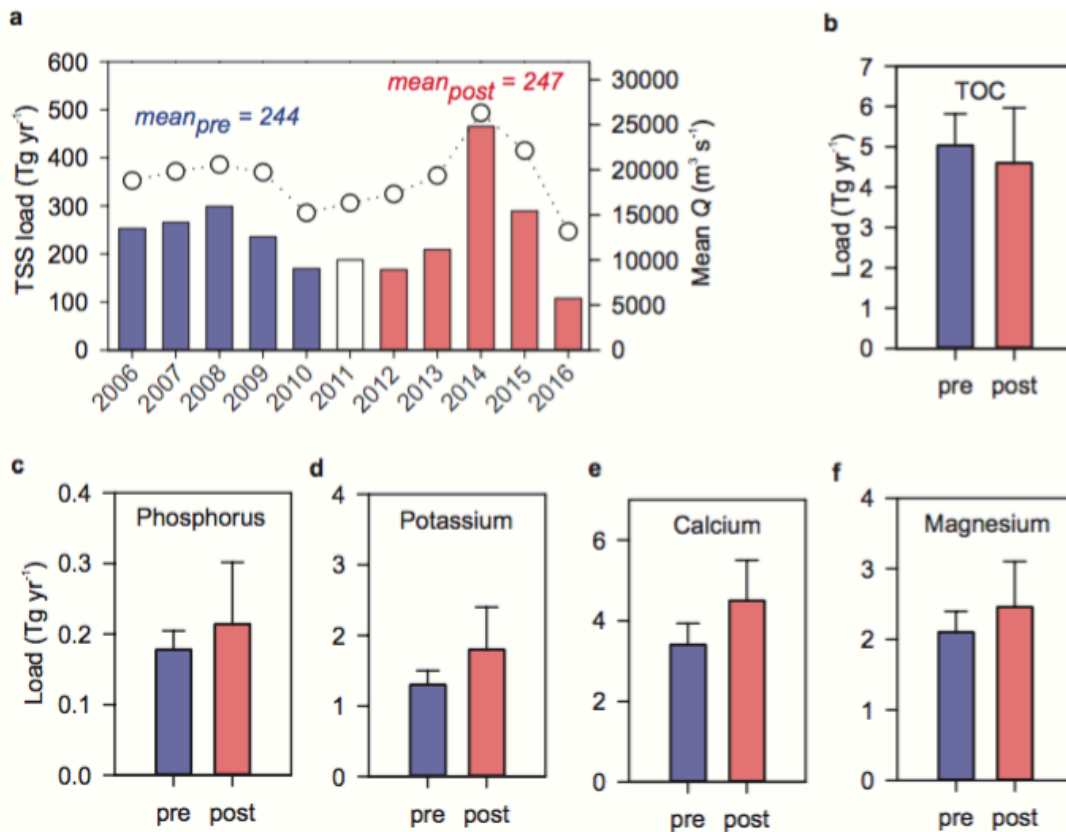 a
600
500
400
300
200
100
0
TSS load (Tg yr⁻¹)
mean_pre = 244
mean_post = 247
30000
25000
20000
15000
10000
5000
0
Mean Q (m³ s⁻¹)
2006
2007
2008
2009
2010
2011
2012
2013
2014
2015
2016
b
7
6
5
4
3
2
1
0
Load (Tg yr⁻¹)
TOC
pre post
c
0.4
0.3
0.2
0.1
0.0
Load (Tg yr⁻¹)
Phosphorus
pre post
d
4
3
2
1
0
Potassium
pre post
e
6
4
2
0
Calcium
pre post
f
4
3
2
1
0
Magnesium
pre post